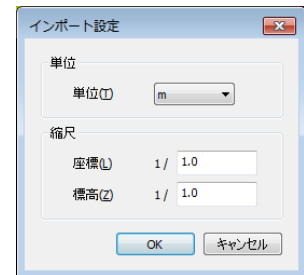 インポート設定
単位
単位(T) m
縮尺
座標(L) 1 / 1.0
標高(Z) 1 / 1.0
OK キャンセル